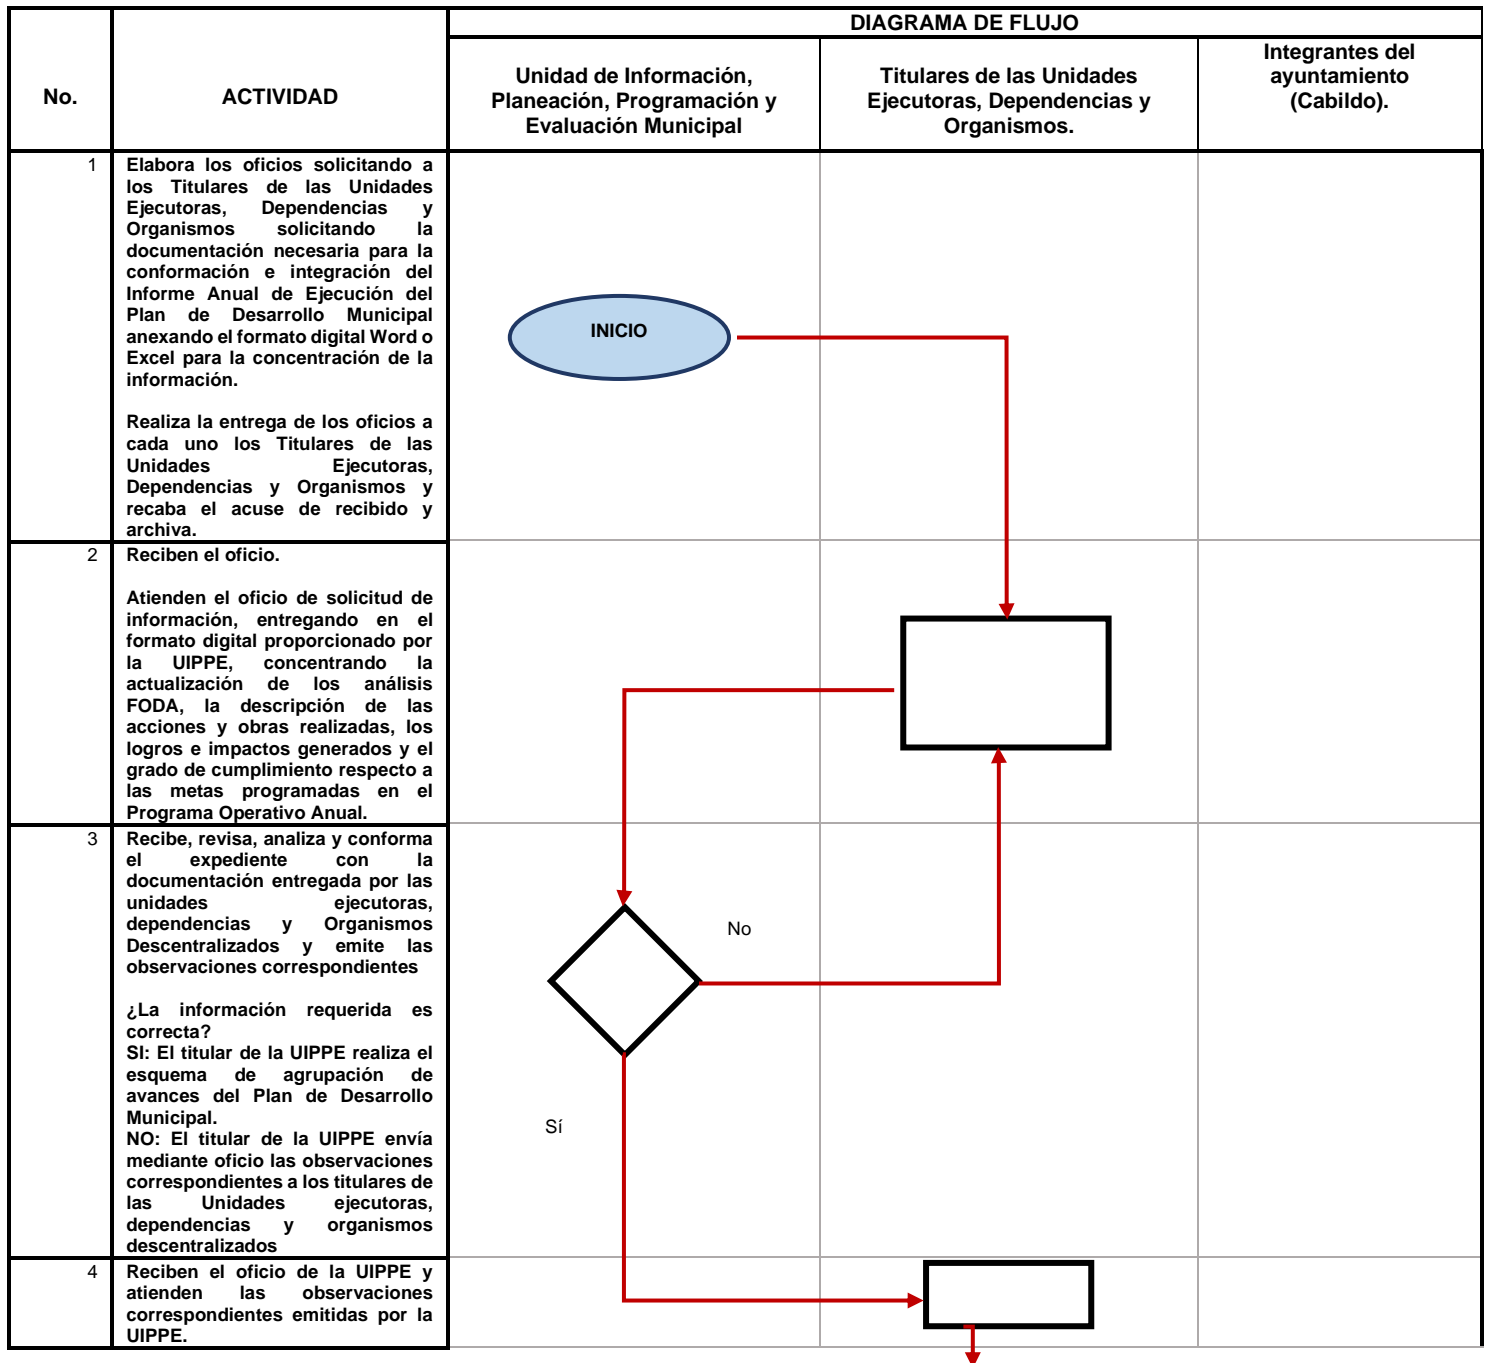 DIAGRAMA DE FLUJO
No.
ACTIVIDAD
Unidad de Información,
Planeación, Programación y
Evaluación Municipal
Titulares de las Unidades
Ejecutoras, Dependencias y
Organismos.
Integrantes del
ayuntamiento
(Cabildo).
1
Elabora los oficios solicitando a
los Titulares de las Unidades
Ejecutoras, Dependencias y
Organismos solicitando la
documentación necesaria para la
conformación e integración del
Informe Anual de Ejecución del
Plan de Desarrollo Municipal
anexando el formato digital Word o
Excel para la concentración de la
información.
Realiza la entrega de los oficios a
cada uno los Titulares de las
Unidades Ejecutoras,
Dependencias y Organismos y
recaba el acuse de recibido y
archiva.
INICIO
2
Reciben el oficio.
Atienden el oficio de solicitud de
información, entregando en el
formato digital proporcionado por
la UIPPE, concentrando la
actualización de los análisis
FODA, la descripción de las
acciones y obras realizadas, los
logros e impactos generados y el
grado de cumplimiento respecto a
las metas programadas en el
Programa Operativo Anual.
3
Recibe, revisa, analiza y conforma
el expediente con la
documentación entregada por las
unidades ejecutoras,
dependencias y Organismos
Descentralizados y emite las
observaciones correspondientes
¿La información requerida es
correcta?
SI: El titular de la UIPPE realiza el
esquema de agrupación de
avances del Plan de Desarrollo
Municipal.
NO: El titular de la UIPPE envía
mediante oficio las observaciones
correspondientes a los titulares de
las Unidades ejecutoras,
dependencias y organismos
descentralizados
No
Sí
4
Reciben el oficio de la UIPPE y
atienden las observaciones
correspondientes emitidas por la
UIPPE.